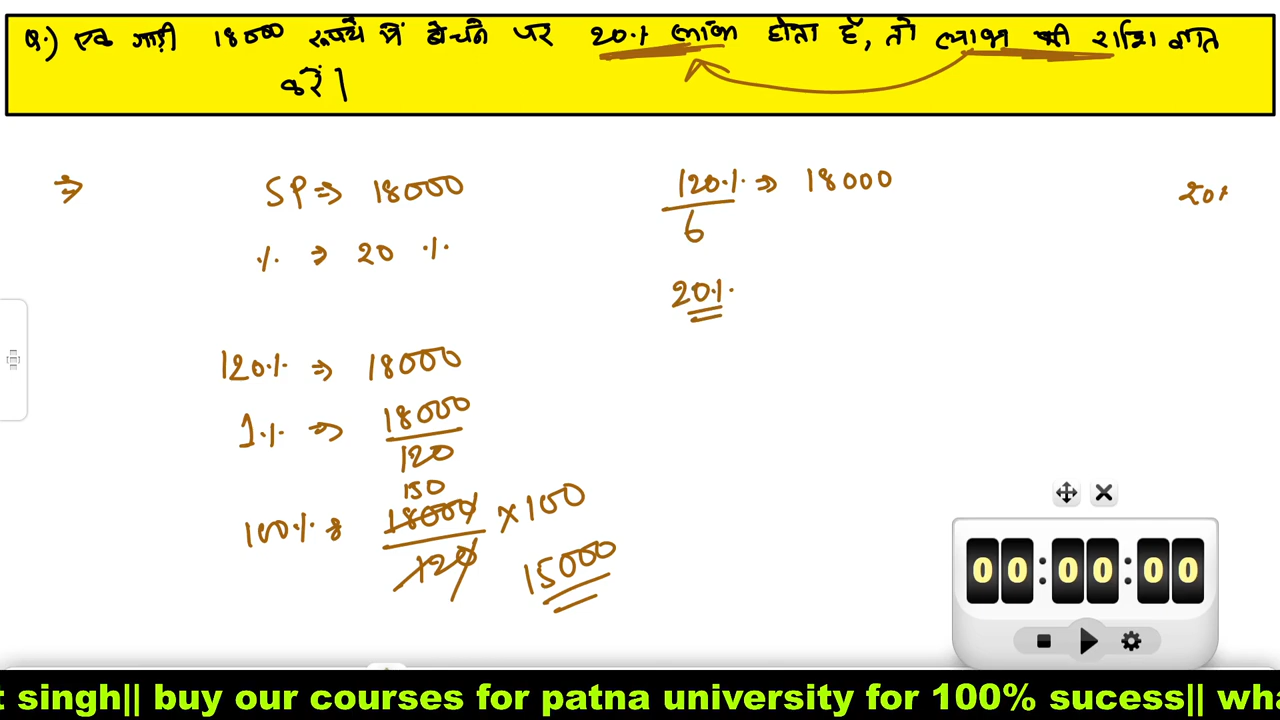 Q.) एक गाड़ी 18000 रूपये में बेचने पर 20% लाभ होता है, तो लाभ की राशि ज्ञात
करें।
⇒ SP ⇒ 18000
% ⇒ 20 %
120% ⇒ 18000
1% ⇒ 18000
120
150
100% ⇒ 18000 × 100
120
15000
120% ⇒ 18000
6
20%
20%
00:00:00
t singh|| buy our courses for patna university for 100% sucess|| wha